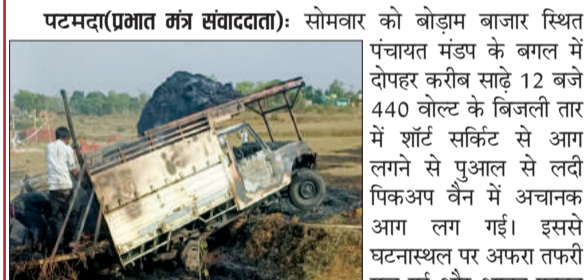 पटमदा(प्रभात मंत्र संवाददाता): सोमवार को बोड़ाम बाजार स्थित
पंचायत मंडप के बगल में
दोपहर करीब साढ़े 12 बजे
440 वोल्ट के बिजली तार
में शॉर्ट सर्किट से आग
लगने से पुआल से लदी
पिकअप वैन में अचानक
आग लग गई। इससे
घटनास्थल पर अफरा तफरी